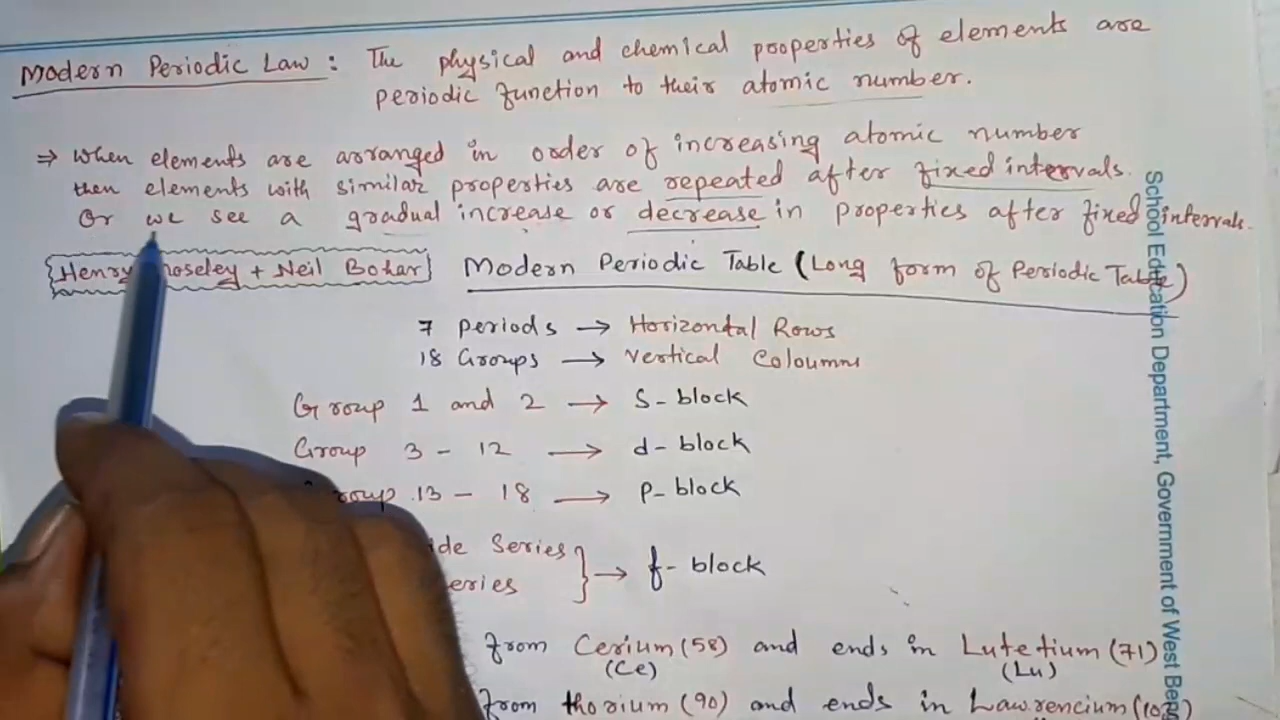 Modern Periodic Law : The physical and chemical properties of elements are
periodic function to their atomic number.
⇒ When elements are arranged in order of increasing atomic number
then elements with similar properties are repeated after fixed intervals.
Or we see a gradual increase or decrease in properties after fixed intervals.
Henry Moseley + Neil Bohar Modern Periodic Table (Long form of Periodic Table)
7 periods → Horizontal Rows
18 Groups → Vertical Coloumns
Group 1 and 2 → S-block
Group 3 - 12 → d-block
Group 13 - 18 → P-block
Series
→ f-block
from Cerium (58) and ends in Lutetium (71)
(Ce) (Lu)
from thorium (90) and ends in Lawrencium
School Education Department, Government of West